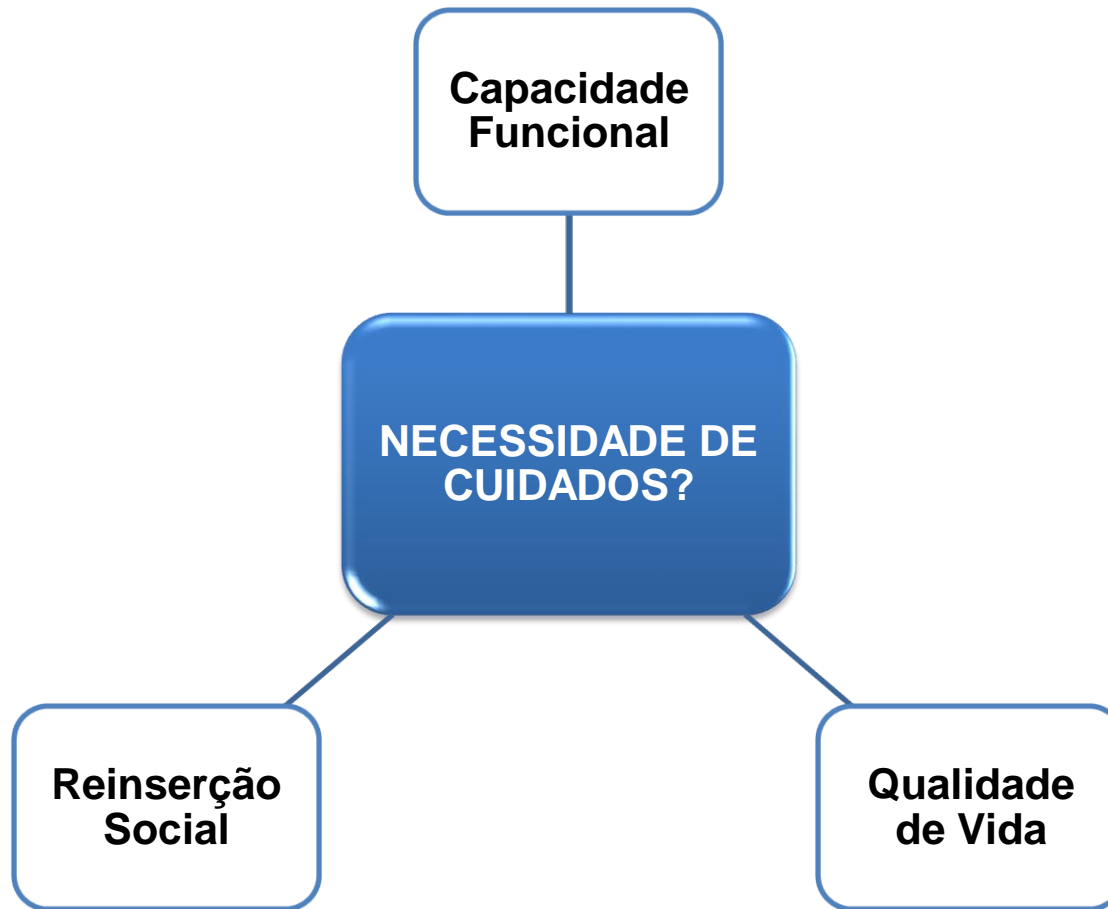 Capacidade
Funcional
NECESSIDADE DE
CUIDADOS?
Reinserção
Social
Qualidade
de Vida